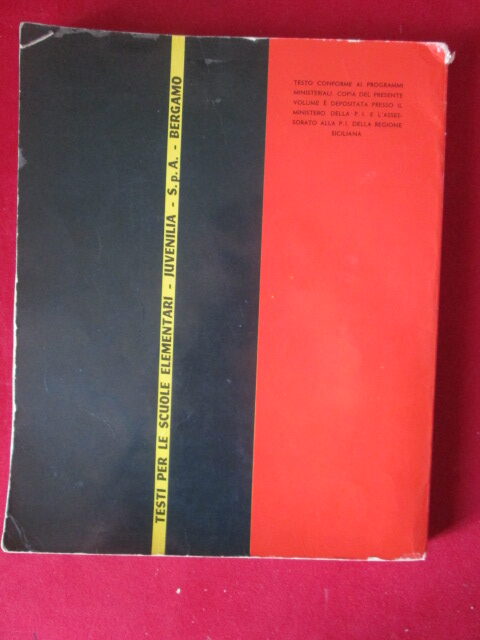 TESTO CONFORME AI PROGRAMMI
MINISTERIALI. COPIA DEL PRESENTE
VOLUME È DEPOSITATA PRESSO IL
MINISTERO DELLA P. I. E L'ASSES-
SORATO ALLA P.I. DELLA REGIONE
SICILIANA
TESTI PER LE SCUOLE ELEMENTARI - JUVENILIA - S.p.A. - BERGAMO